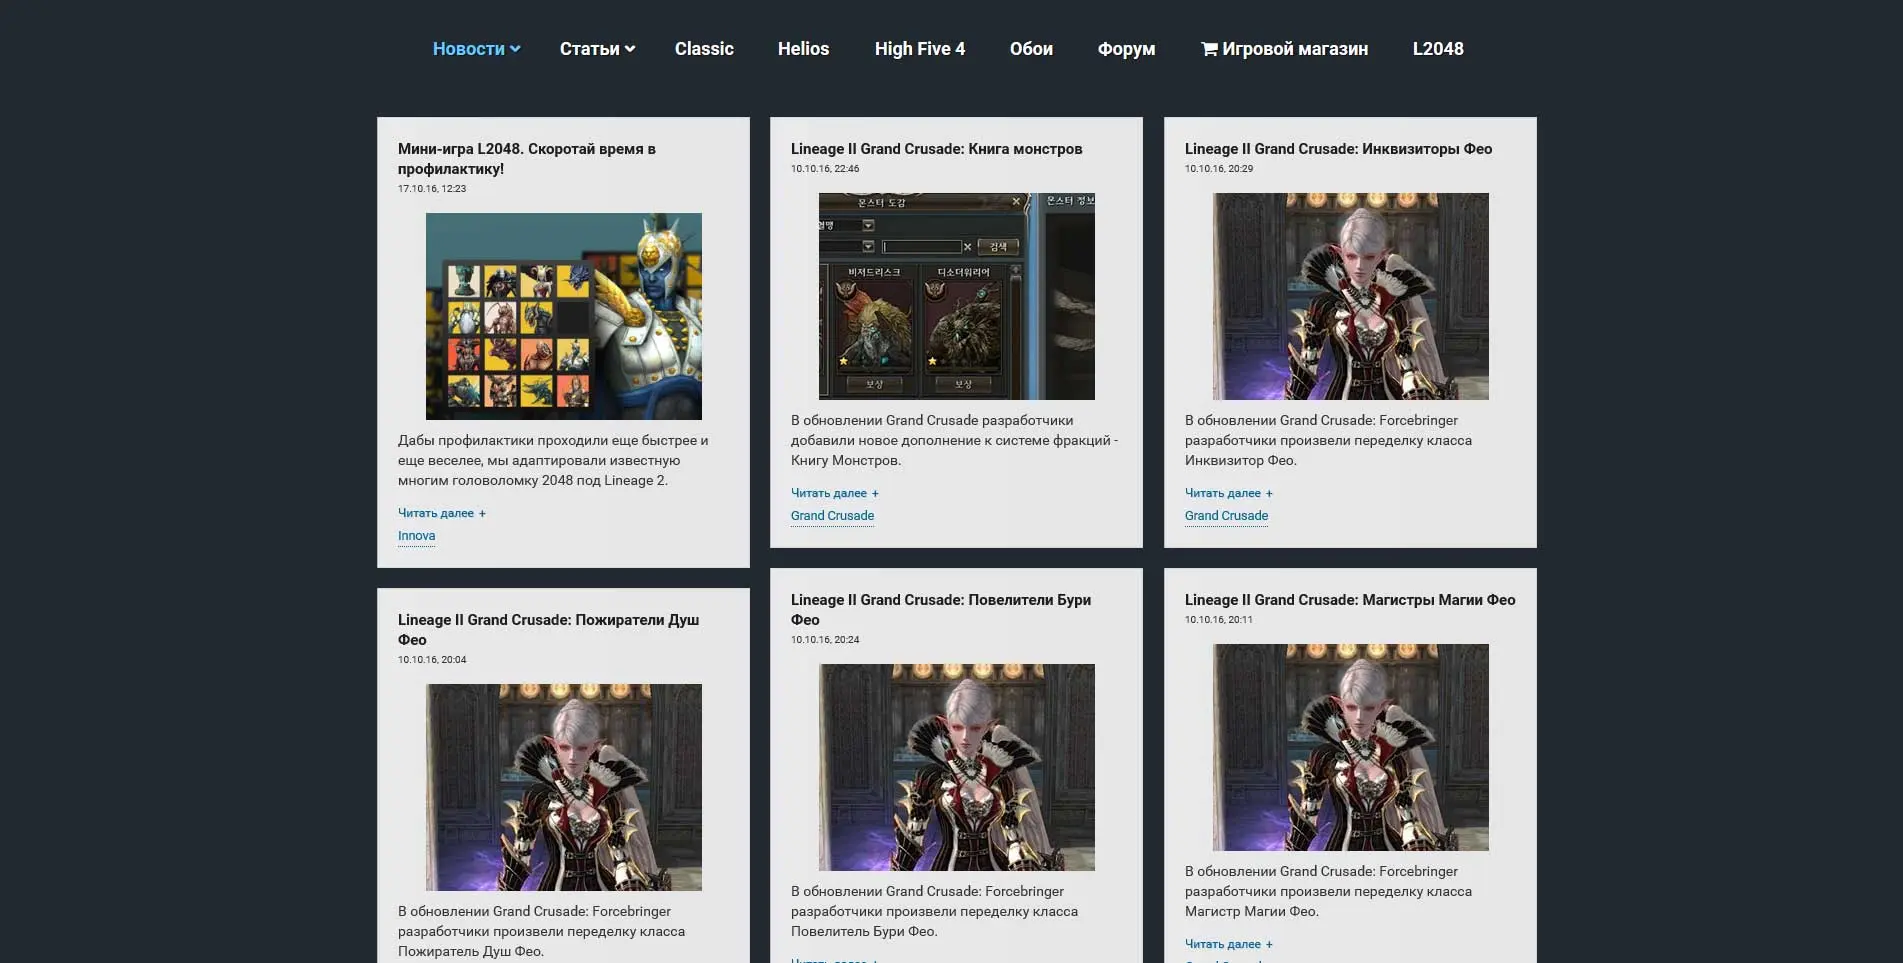 Новости
Статьи
Classic
Helios
High Five 4
Обои
Форум
Игровой магазин
L2048
Мини-игра L2048. Скоротай время в
профилактику!
17.10.16, 12:23
Дабы профилактики проходили еще быстрее и
еще веселее, мы адаптировали известную
многим головоломку 2048 под Lineage 2.
Читать далее +
Innova
Lineage II Grand Crusade: Книга монстров
10.10.16, 22:46
몬스터 도감
몬스터 정보
혈맹
검색
비저드리스크
디소더워리어
보상
보상
В обновлении Grand Crusade разработчики
добавили новое дополнение к системе фракций -
Книгу Монстров.
Читать далее +
Grand Crusade
Lineage II Grand Crusade: Инквизиторы Фео
10.10.16, 20:29
В обновлении Grand Crusade: Forcebringer
разработчики произвели переделку класса
Инквизитор Фео.
Читать далее +
Grand Crusade
Lineage II Grand Crusade: Пожиратели Душ
Фео
10.10.16, 20:04
В обновлении Grand Crusade: Forcebringer
разработчики произвели переделку класса
Пожиратель Душ Фео.
Lineage II Grand Crusade: Повелители Бури
Фео
10.10.16, 20:24
В обновлении Grand Crusade: Forcebringer
разработчики произвели переделку класса
Повелитель Бури Фео.
Lineage II Grand Crusade: Магистры Магии Фео
10.10.16, 20:11
В обновлении Grand Crusade: Forcebringer
разработчики произвели переделку класса
Магистр Магии Фео.
Читать далее +